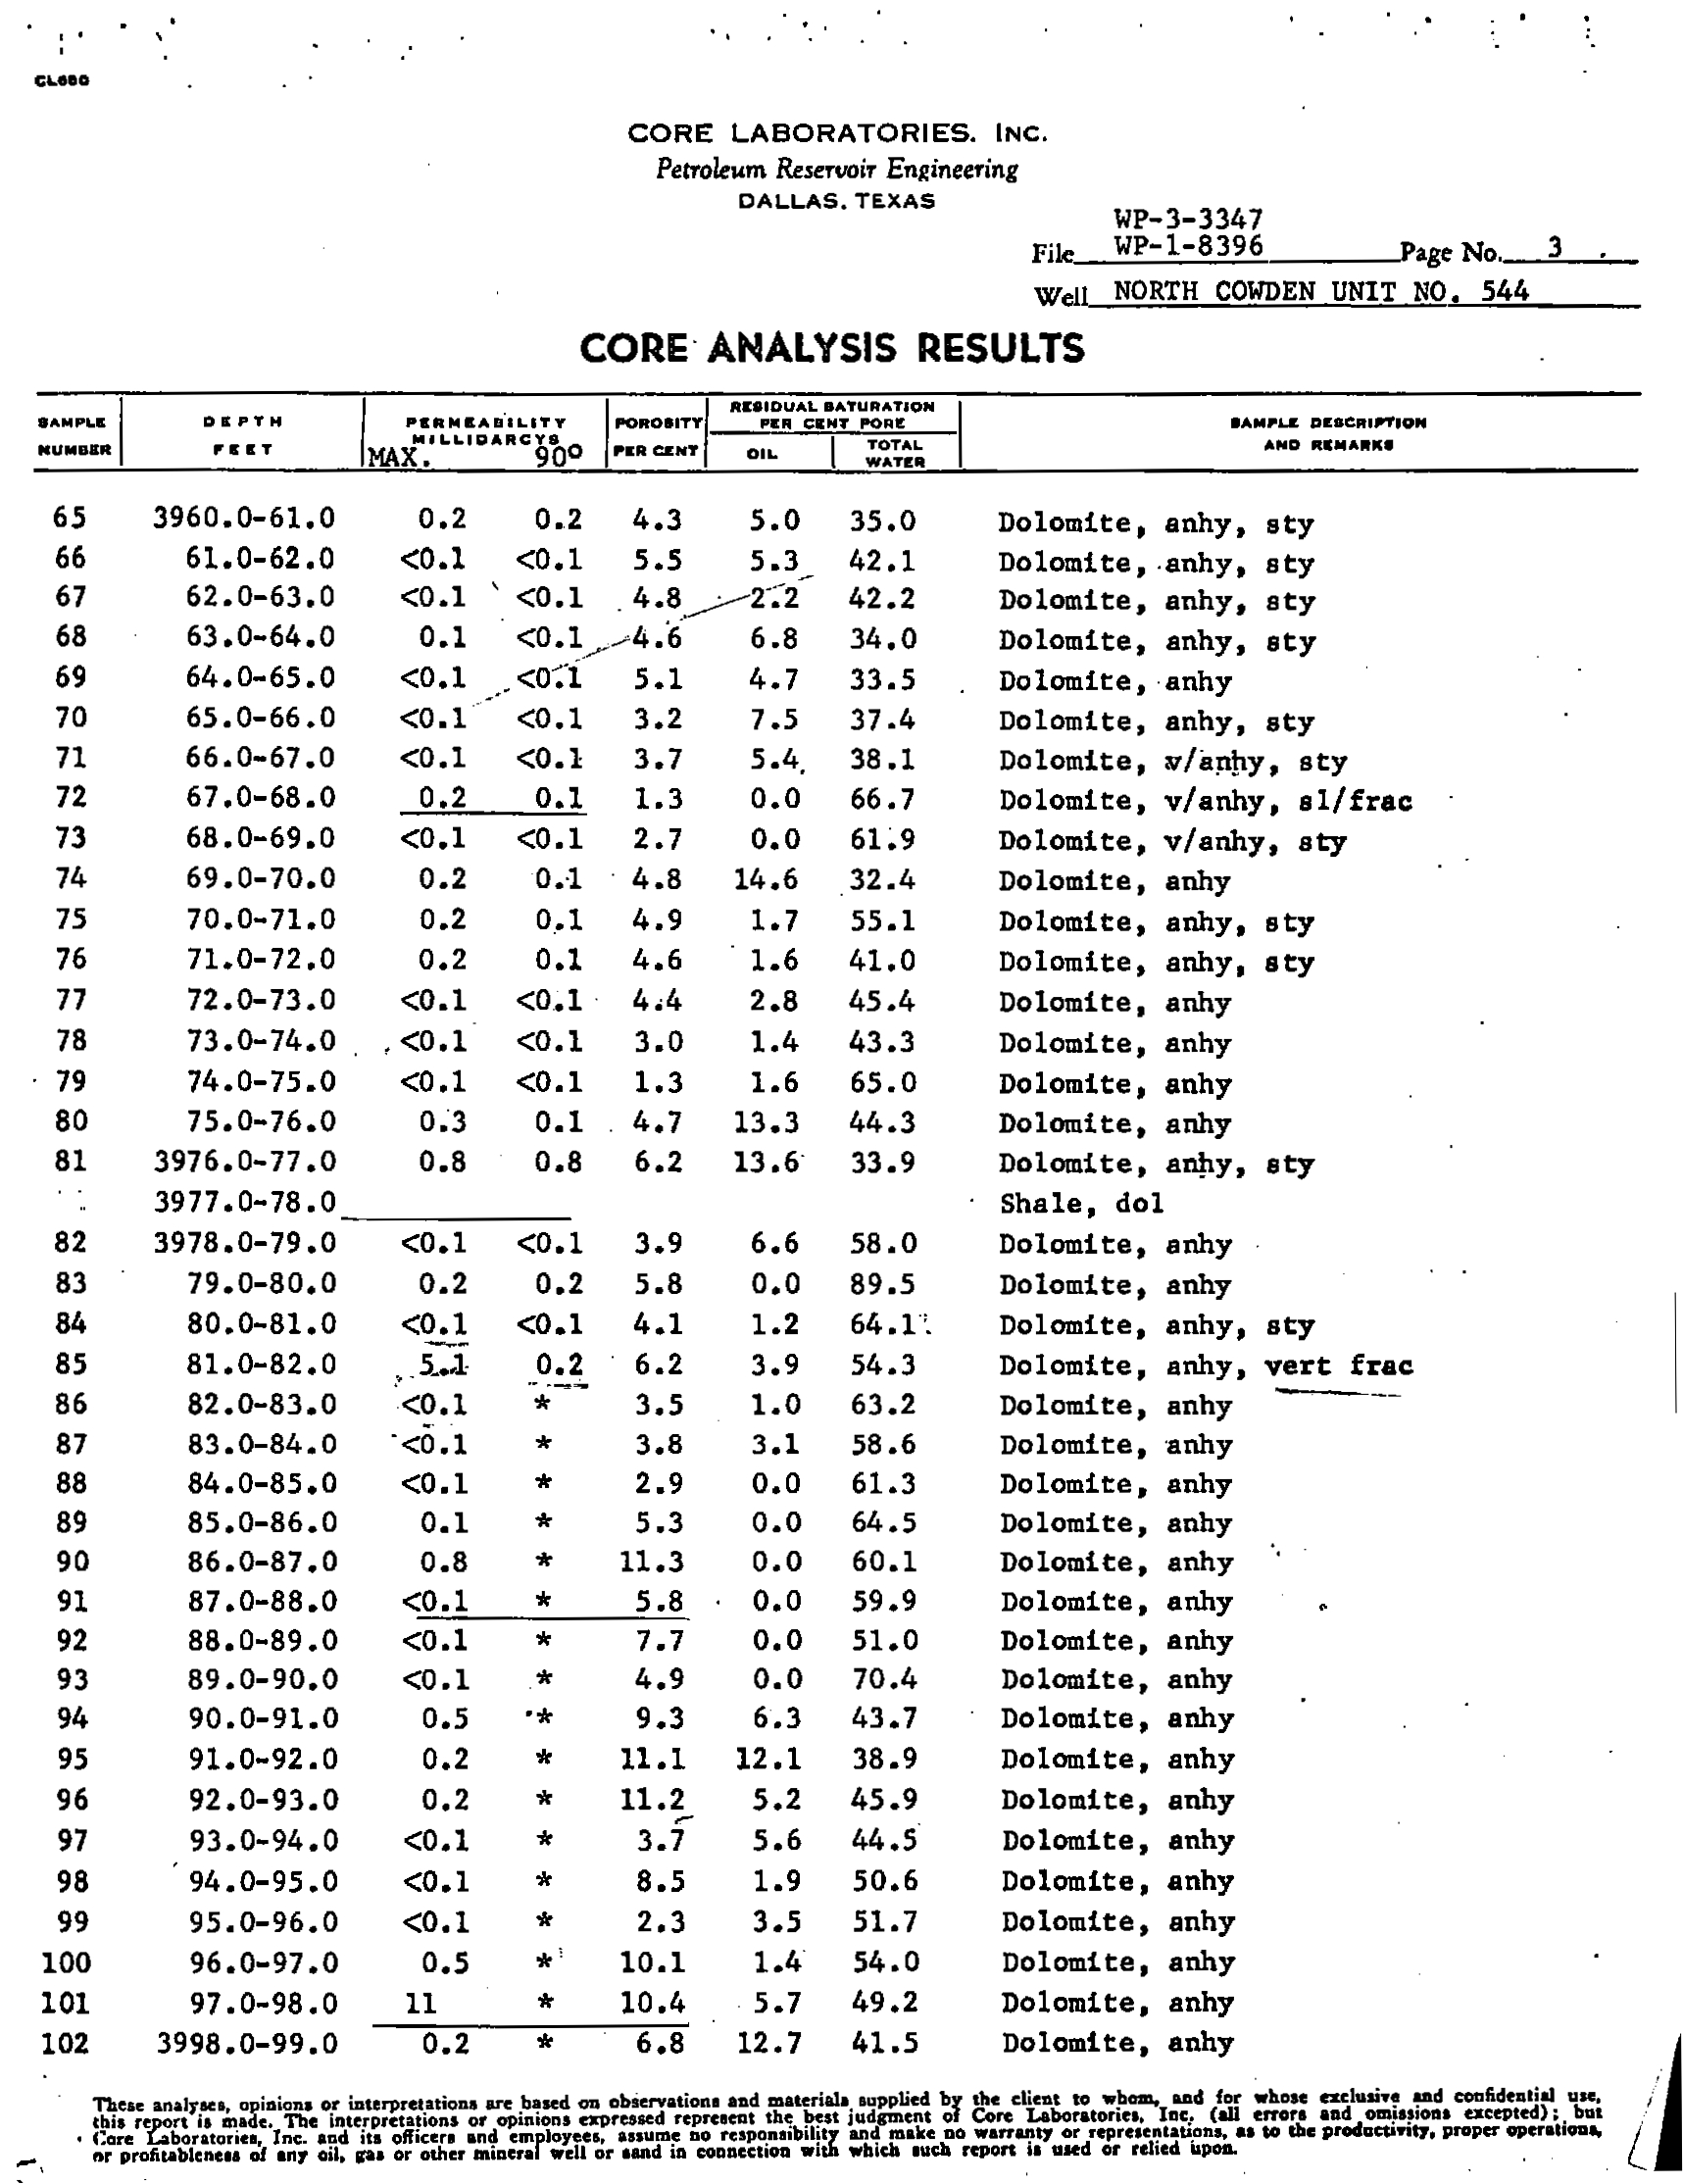 CL680
CORE LABORATORIES, INC.
Petroleum Reservoir Engineering
DALLAS, TEXAS
WP-3-3347
File WP-1-8396 Page No. 3
Well NORTH COWDEN UNIT NO. 544
CORE ANALYSIS RESULTS
SAMPLE NUMBER DEPTH FEET PERMEABILITY MILLIDARCYS MAX. 90° POROSITY PER CENT RESIDUAL SATURATION PER CENT PORE OIL TOTAL WATER SAMPLE DESCRIPTION AND REMARKS
65 3960.0-61.0 0.2 0.2 4.3 5.0 35.0 Dolomite, anhy, sty
66 61.0-62.0 <0.1 <0.1 5.5 5.3 42.1 Dolomite, anhy, sty
67 62.0-63.0 <0.1 <0.1 4.8 2.2 42.2 Dolomite, anhy, sty
68 63.0-64.0 0.1 <0.1 4.6 6.8 34.0 Dolomite, anhy, sty
69 64.0-65.0 <0.1 <0.1 5.1 4.7 33.5 Dolomite, anhy
70 65.0-66.0 <0.1 <0.1 3.2 7.5 37.4 Dolomite, anhy, sty
71 66.0-67.0 <0.1 <0.1 3.7 5.4 38.1 Dolomite, v/anhy, sty
72 67.0-68.0 0.2 0.1 1.3 0.0 66.7 Dolomite, v/anhy, sl/frac
73 68.0-69.0 <0.1 <0.1 2.7 0.0 61.9 Dolomite, v/anhy, sty
74 69.0-70.0 0.2 0.1 4.8 14.6 32.4 Dolomite, anhy
75 70.0-71.0 0.2 0.1 4.9 1.7 55.1 Dolomite, anhy, sty
76 71.0-72.0 0.2 0.1 4.6 1.6 41.0 Dolomite, anhy, sty
77 72.0-73.0 <0.1 <0.1 4.4 2.8 45.4 Dolomite, anhy
78 73.0-74.0 <0.1 <0.1 3.0 1.4 43.3 Dolomite, anhy
79 74.0-75.0 <0.1 <0.1 1.3 1.6 65.0 Dolomite, anhy
80 75.0-76.0 0.3 0.1 4.7 13.3 44.3 Dolomite, anhy
81 3976.0-77.0 0.8 0.8 6.2 13.6 33.9 Dolomite, anhy, sty
3977.0-78.0 Shale, dol
82 3978.0-79.0 <0.1 <0.1 3.9 6.6 58.0 Dolomite, anhy
83 79.0-80.0 0.2 0.2 5.8 0.0 89.5 Dolomite, anhy
84 80.0-81.0 <0.1 <0.1 4.1 1.2 64.1 Dolomite, anhy, sty
85 81.0-82.0 5.1 0.2 6.2 3.9 54.3 Dolomite, anhy, vert frac
86 82.0-83.0 <0.1 * 3.5 1.0 63.2 Dolomite, anhy
87 83.0-84.0 <0.1 * 3.8 3.1 58.6 Dolomite, anhy
88 84.0-85.0 <0.1 * 2.9 0.0 61.3 Dolomite, anhy
89 85.0-86.0 0.1 * 5.3 0.0 64.5 Dolomite, anhy
90 86.0-87.0 0.8 * 11.3 0.0 60.1 Dolomite, anhy
91 87.0-88.0 <0.1 * 5.8 0.0 59.9 Dolomite, anhy
92 88.0-89.0 <0.1 * 7.7 0.0 51.0 Dolomite, anhy
93 89.0-90.0 <0.1 * 4.9 0.0 70.4 Dolomite, anhy
94 90.0-91.0 0.5 * 9.3 6.3 43.7 Dolomite, anhy
95 91.0-92.0 0.2 * 11.1 12.1 38.9 Dolomite, anhy
96 92.0-93.0 0.2 * 11.2 5.2 45.9 Dolomite, anhy
97 93.0-94.0 <0.1 * 3.7 5.6 44.5 Dolomite, anhy
98 94.0-95.0 <0.1 * 8.5 1.9 50.6 Dolomite, anhy
99 95.0-96.0 <0.1 * 2.3 3.5 51.7 Dolomite, anhy
100 96.0-97.0 0.5 * 10.1 1.4 54.0 Dolomite, anhy
101 97.0-98.0 11 * 10.4 5.7 49.2 Dolomite, anhy
102 3998.0-99.0 0.2 * 6.8 12.7 41.5 Dolomite, anhy
These analyses, opinions or interpretations are based on observations and materials supplied by the client to whom, and for whose exclusive and confidential use,
this report is made. The interpretations or opinions expressed represent the best judgment of Core Laboratories, Inc. (all errors and omissions excepted); but
Core Laboratories, Inc. and its officers and employees, assume no responsibility and make no warranty or representations, as to the productivity, proper operations,
or profitableness of any oil, gas or other mineral well or sand in connection with which such report is used or relied upon.